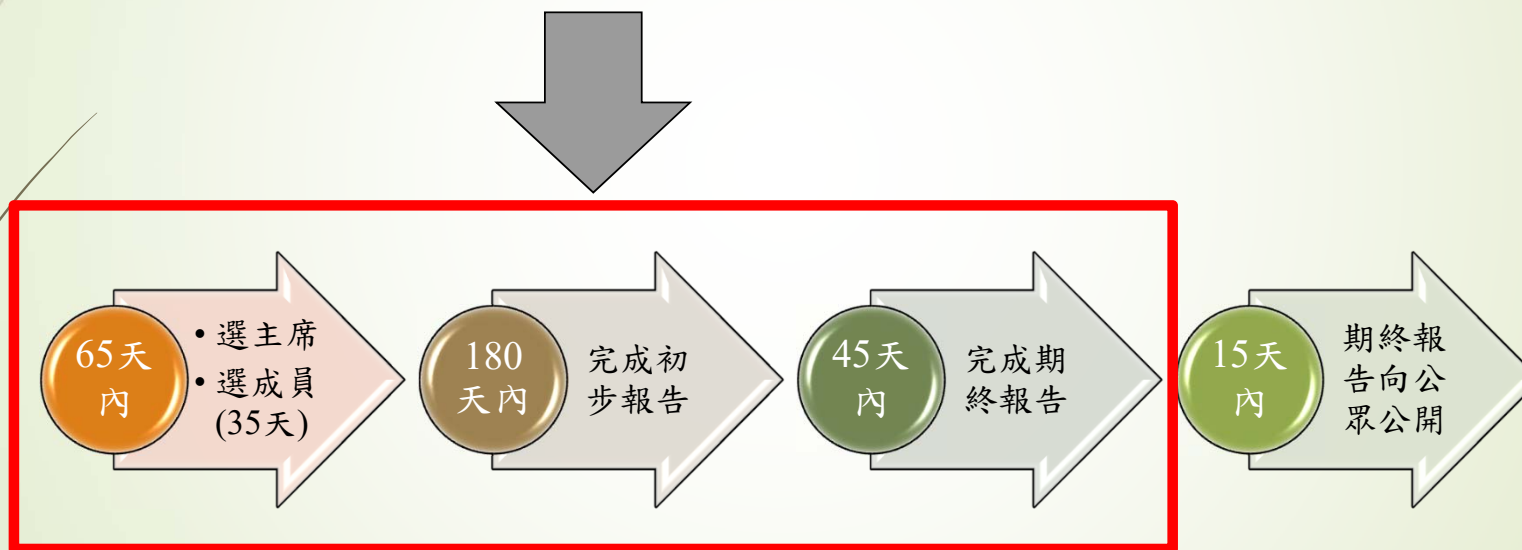 65天
內
• 選主席
• 選成員
(35天)
180
天內
完成初
步報告
45天
內
完成期
終報告
15天
內
期終報
告向公
眾公開